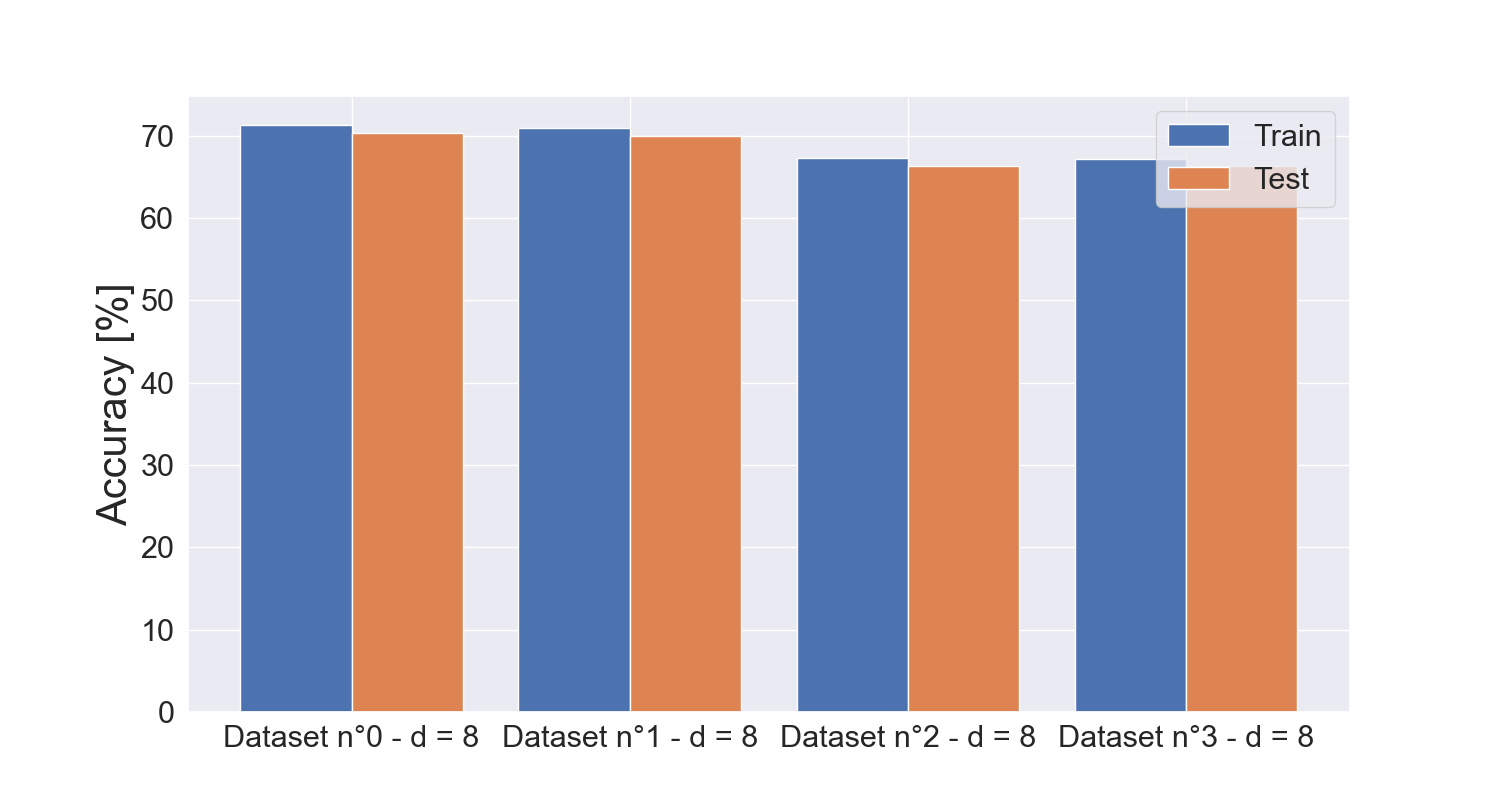 Accuracy [%]
70
60
50
40
30
20
10
0
Train
Test
Dataset n°0 - d = 8
Dataset n°1 - d = 8
Dataset n°2 - d = 8
Dataset n°3 - d = 8